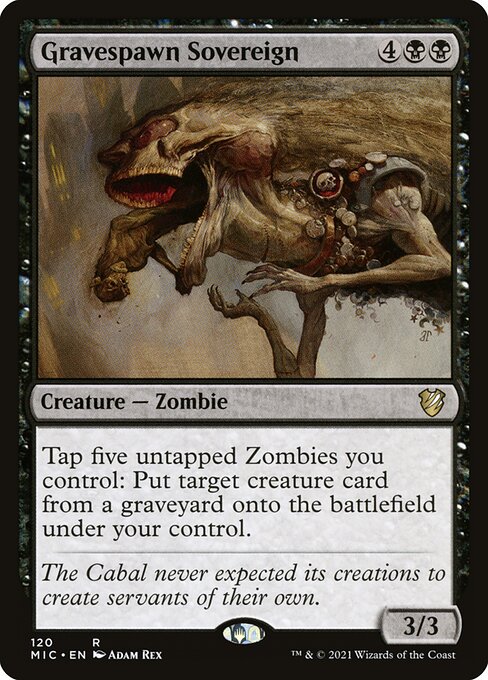 Gravespawn Sovereign 4
Creature — Zombie
Tap five untapped Zombies you
control: Put target creature card
from a graveyard onto the battlefield
under your control.
The Cabal never expected its creations to
create servants of their own.
3/3
120 R
MIC • EN Adam Rex ™ & © 2021 Wizards of the Coast